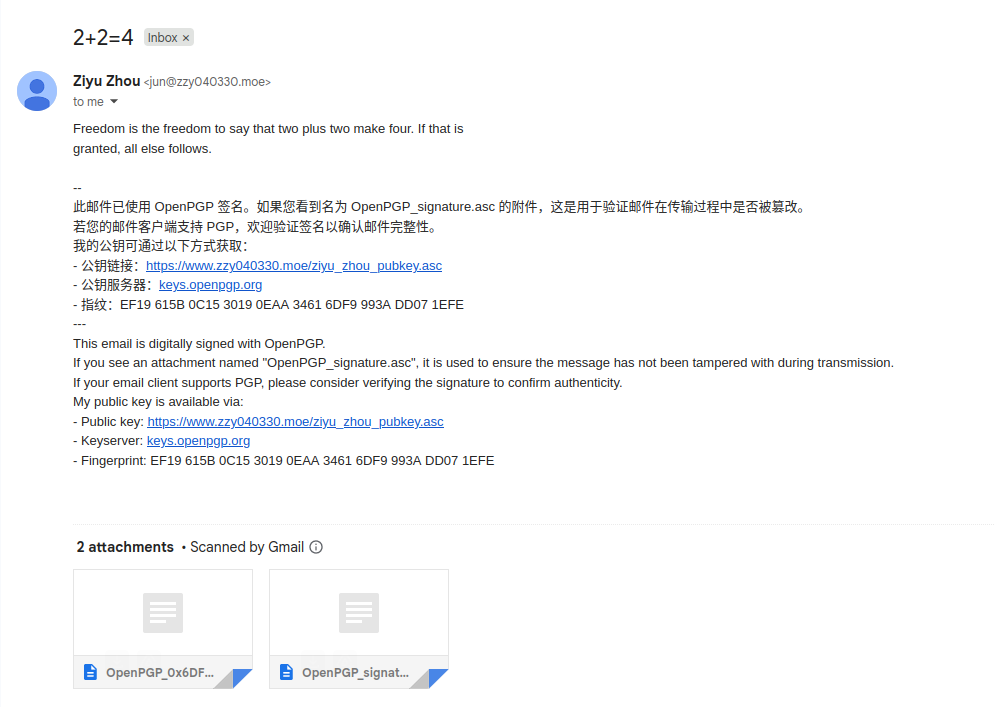 2+2=4 Inbox ×
Ziyu Zhou <jun@zzy040330.moe>
to me
Freedom is the freedom to say that two plus two make four. If that is
granted, all else follows.
--
此邮件已使用 OpenPGP 签名。如果您看到名为 OpenPGP_signature.asc 的附件，这是用于验证邮件在传输过程中是否被篡改。
若您的邮件客户端支持 PGP，欢迎验证签名以确认邮件完整性。
我的公钥可通过以下方式获取：
- 公钥链接：https://www.zzy040330.moe/ziyu_zhou_pubkey.asc
- 公钥服务器：keys.openpgp.org
- 指纹：EF19 615B 0C15 3019 0EAA 3461 6DF9 993A DD07 1EFE
---
This email is digitally signed with OpenPGP.
If you see an attachment named "OpenPGP_signature.asc", it is used to ensure the message has not been tampered with during transmission.
If your email client supports PGP, please consider verifying the signature to confirm authenticity.
My public key is available via:
- Public key: https://www.zzy040330.moe/ziyu_zhou_pubkey.asc
- Keyserver: keys.openpgp.org
- Fingerprint: EF19 615B 0C15 3019 0EAA 3461 6DF9 993A DD07 1EFE
2 attachments • Scanned by Gmail
OpenPGP_0x6DF... OpenPGP_signat...